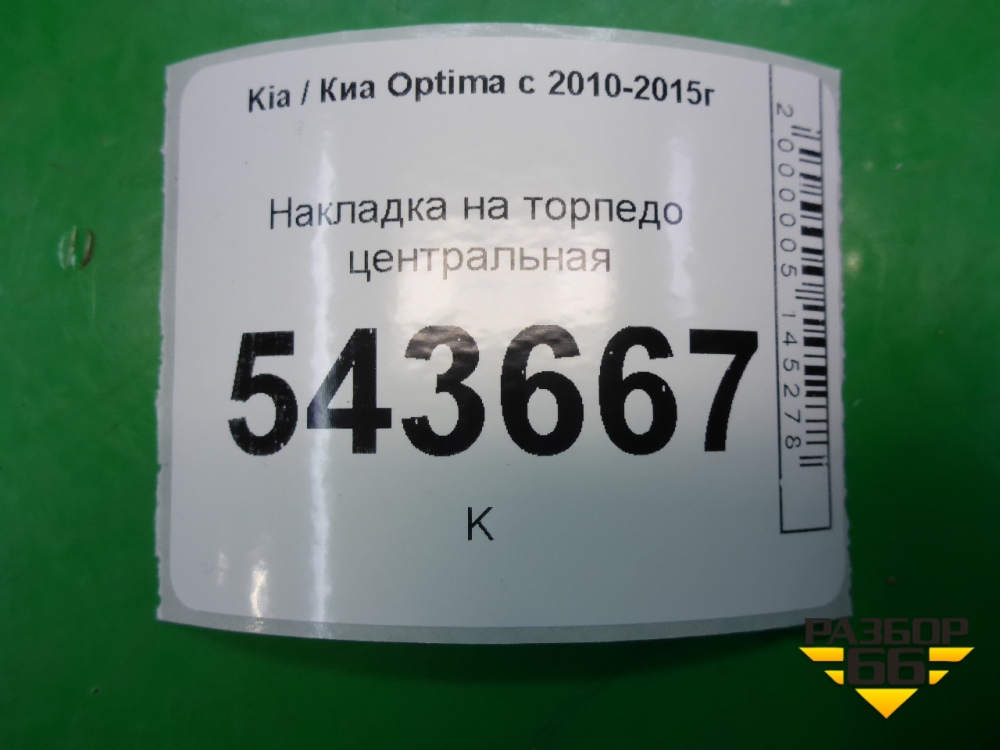 Kia / Киа Optima с 2010-2015г
Накладка на торпедо
центральная
543667
К
2000005145278
РАЗБОР
66